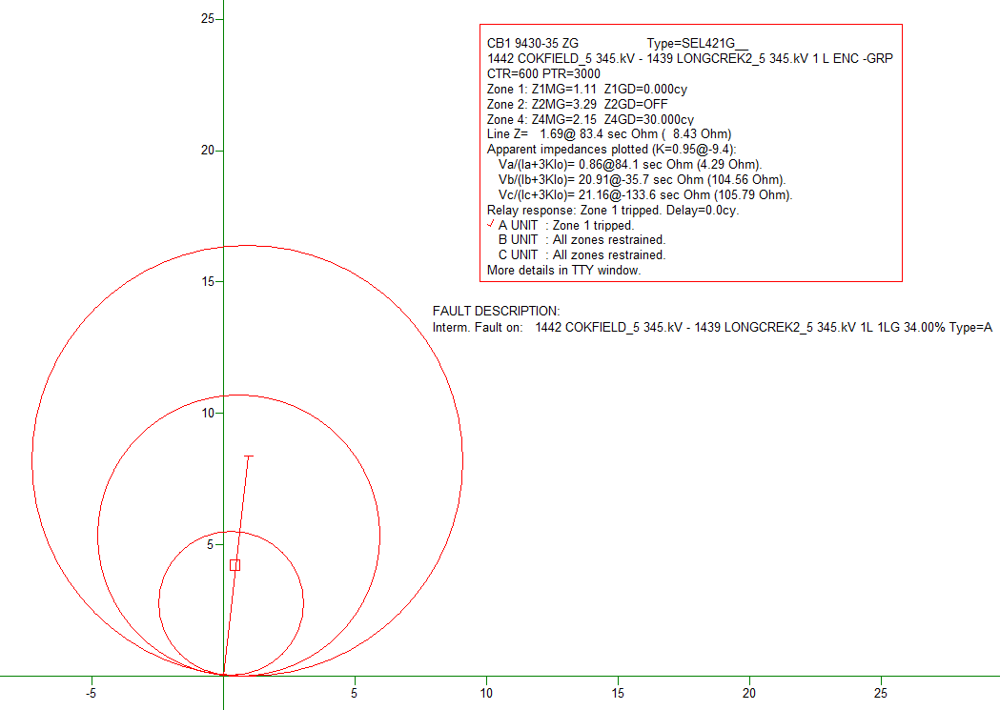 25
CB1 9430-35 ZG Type=SEL421G__
1442 COKFIELD_5 345.kV - 1439 LONGCREK2_5 345.kV 1 L ENC -GRP
CTR=600 PTR=3000
Zone 1: Z1MG=1.11 Z1GD=0.000cy
Zone 2: Z2MG=3.29 Z2GD=OFF
Zone 4: Z4MG=2.15 Z4GD=30.000cy
Line Z= 1.69@ 83.4 sec Ohm ( 8.43 Ohm)
Apparent impedances plotted (K=0.95@-9.4):
Va/(Ia+3KIo)= 0.86@84.1 sec Ohm (4.29 Ohm).
Vb/(Ib+3KIo)= 20.91@-35.7 sec Ohm (104.56 Ohm).
Vc/(Ic+3KIo)= 21.16@-133.6 sec Ohm (105.79 Ohm).
Relay response: Zone 1 tripped. Delay=0.0cy.
✓ A UNIT : Zone 1 tripped.
B UNIT : All zones restrained.
C UNIT : All zones restrained.
More details in TTY window.
20
15
FAULT DESCRIPTION:
Interm. Fault on: 1442 COKFIELD_5 345.kV - 1439 LONGCREK2_5 345.kV 1L 1LG 34.00% Type=A
10
5
-5 5 10 15 20 25